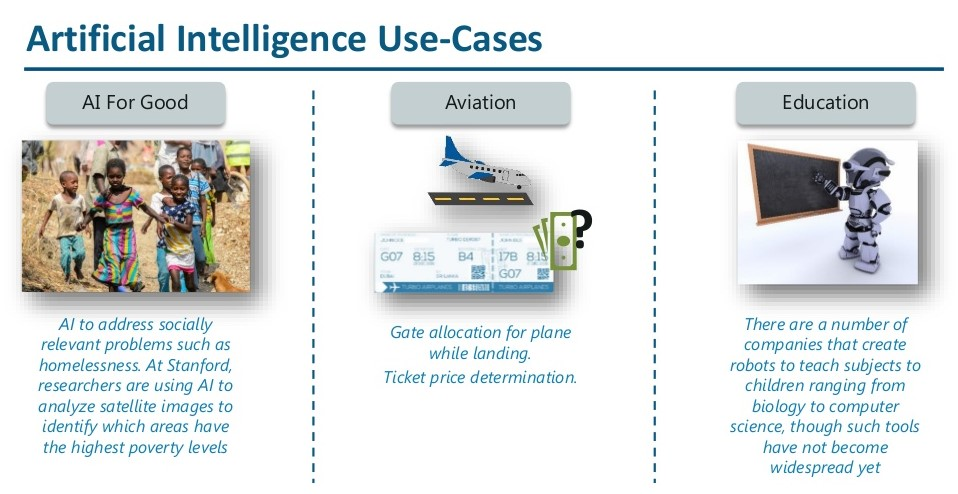 Artificial Intelligence Use-Cases
AI For Good
AI to address socially
relevant problems such as
homelessness. At Stanford,
researchers are using AI to
analyze satellite images to
identify which areas have
the highest poverty levels
Aviation
?
G07 8:15 B4 17B 8:15
G07
TURBO AIRPLANES
TURBO AIRPLANES
Gate allocation for plane
while landing.
Ticket price determination.
Education
There are a number of
companies that create
robots to teach subjects to
children ranging from
biology to computer
science, though such tools
have not become
widespread yet